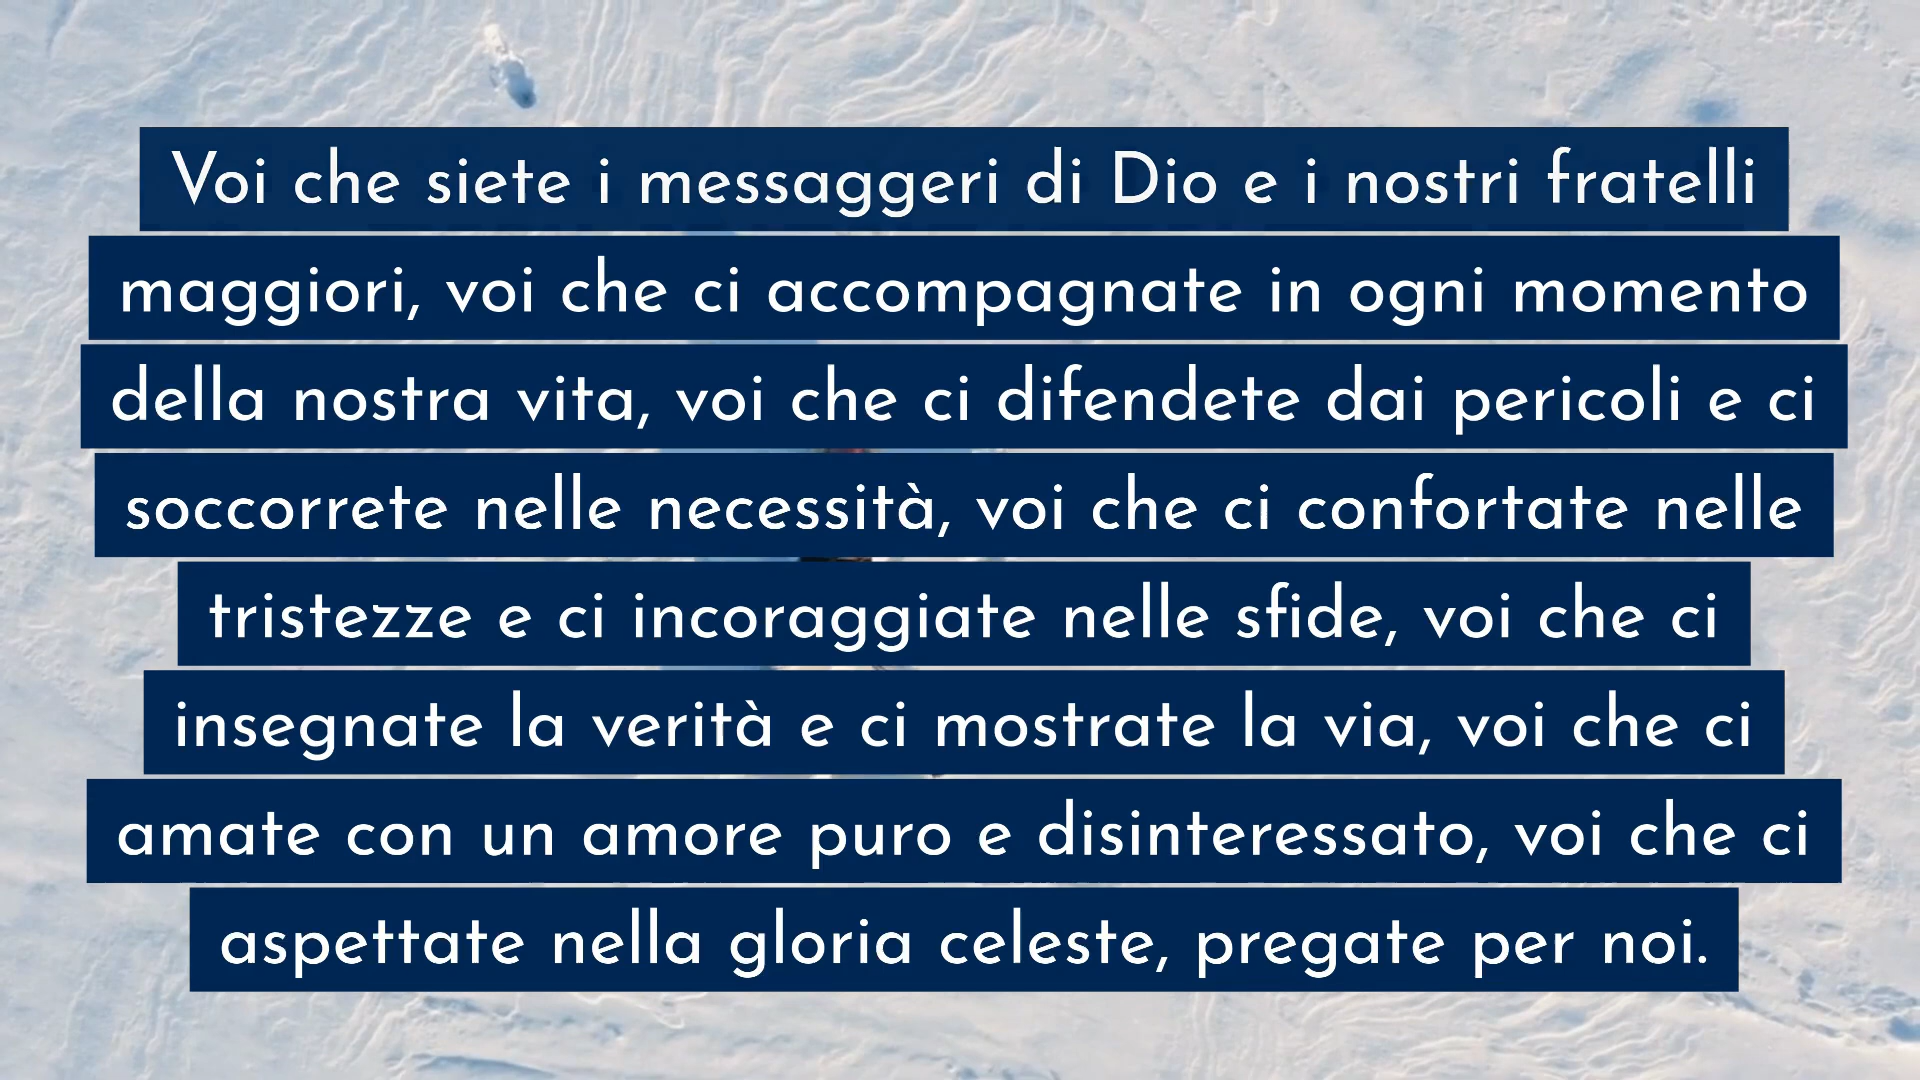 Voi che siete i messaggeri di Dio e i nostri fratelli
maggiori, voi che ci accompagnate in ogni momento
della nostra vita, voi che ci difendete dai pericoli e ci
soccorrete nelle necessità, voi che ci confortate nelle
tristezze e ci incoraggiate nelle sfide, voi che ci
insegnate la verità e ci mostrate la via, voi che ci
amate con un amore puro e disinteressato, voi che ci
aspettate nella gloria celeste, pregate per noi.